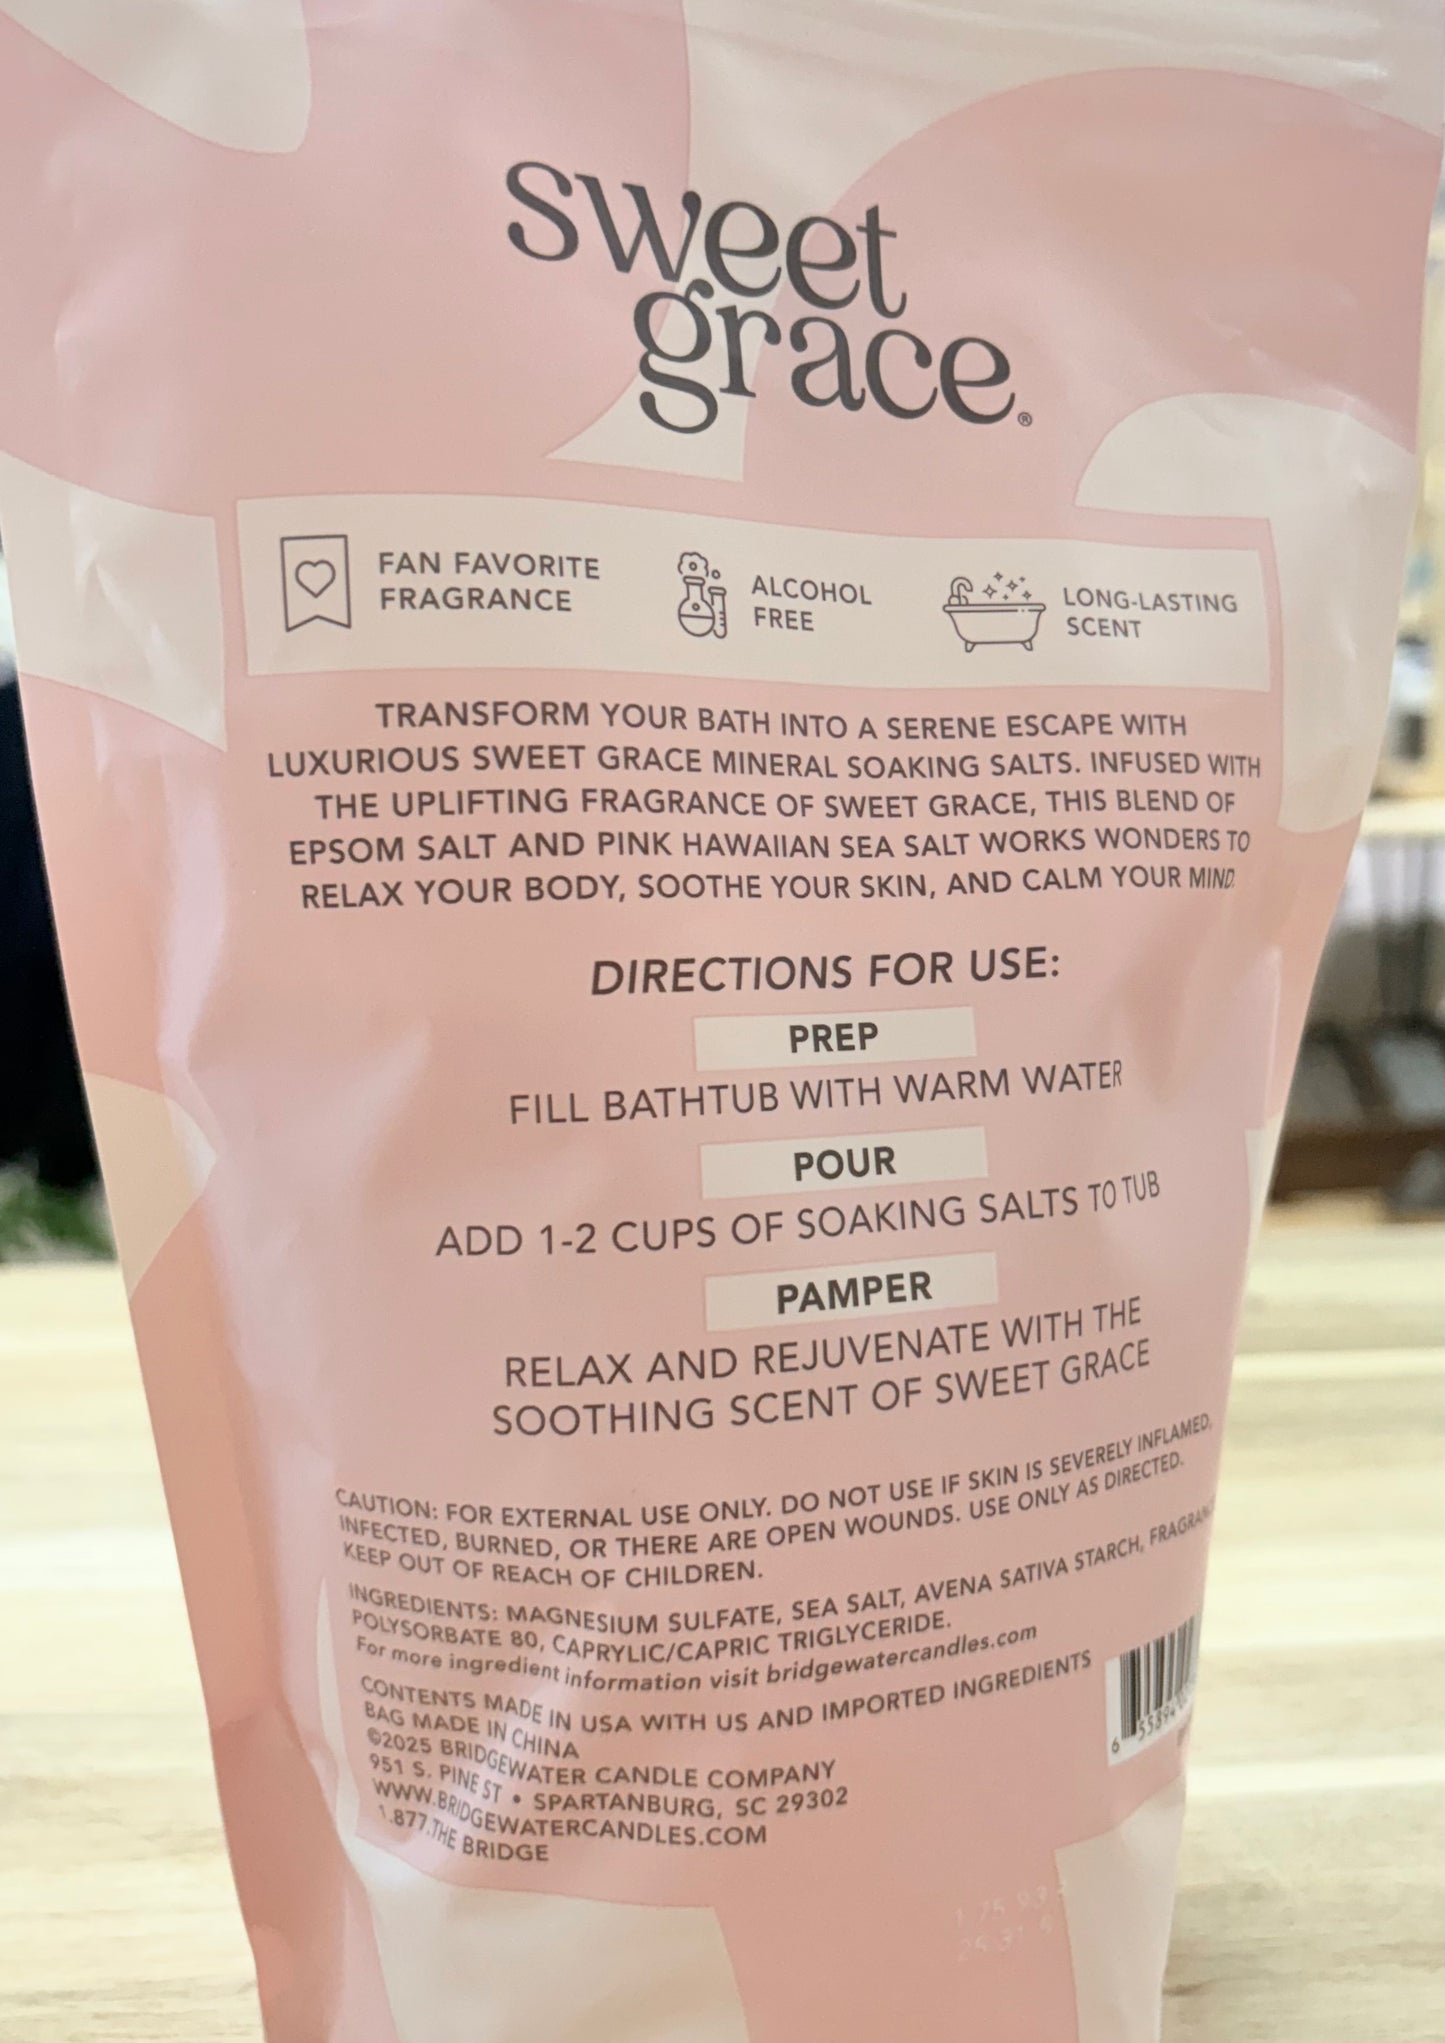 sweet
grace®
FAN FAVORITE
FRAGRANCE
ALCOHOL
FREE
LONG-LASTING
SCENT
TRANSFORM YOUR BATH INTO A SERENE ESCAPE WITH
LUXURIOUS SWEET GRACE MINERAL SOAKING SALTS. INFUSED WITH
THE UPLIFTING FRAGRANCE OF SWEET GRACE, THIS BLEND OF
EPSOM SALT AND PINK HAWAIIAN SEA SALT WORKS WONDERS TO
RELAX YOUR BODY, SOOTHE YOUR SKIN, AND CALM YOUR MIND.
DIRECTIONS FOR USE:
PREP
FILL BATHTUB WITH WARM WATER
POUR
ADD 1-2 CUPS OF SOAKING SALTS TO TUB
PAMPER
RELAX AND REJUVENATE WITH THE
SOOTHING SCENT OF SWEET GRACE
CAUTION: FOR EXTERNAL USE ONLY. DO NOT USE IF SKIN IS SEVERELY INFLAMED,
INFECTED, BURNED, OR THERE ARE OPEN WOUNDS. USE ONLY AS DIRECTED.
KEEP OUT OF REACH OF CHILDREN.
INGREDIENTS: MAGNESIUM SULFATE, SEA SALT, AVENA SATIVA STARCH,
POLYSORBATE 80, CAPRYLIC/CAPRIC TRIGLYCERIDE.
For more ingredient information visit bridgewatercandles.com
CONTENTS MADE IN USA WITH US AND IMPORTED INGREDIENTS
BAG MADE IN CHINA
©2025 BRIDGEWATER CANDLE COMPANY
951 S. PINE ST • SPARTANBURG, SC 29302
WWW.BRIDGEWATERCANDLES.COM
1.877.THE BRIDGE